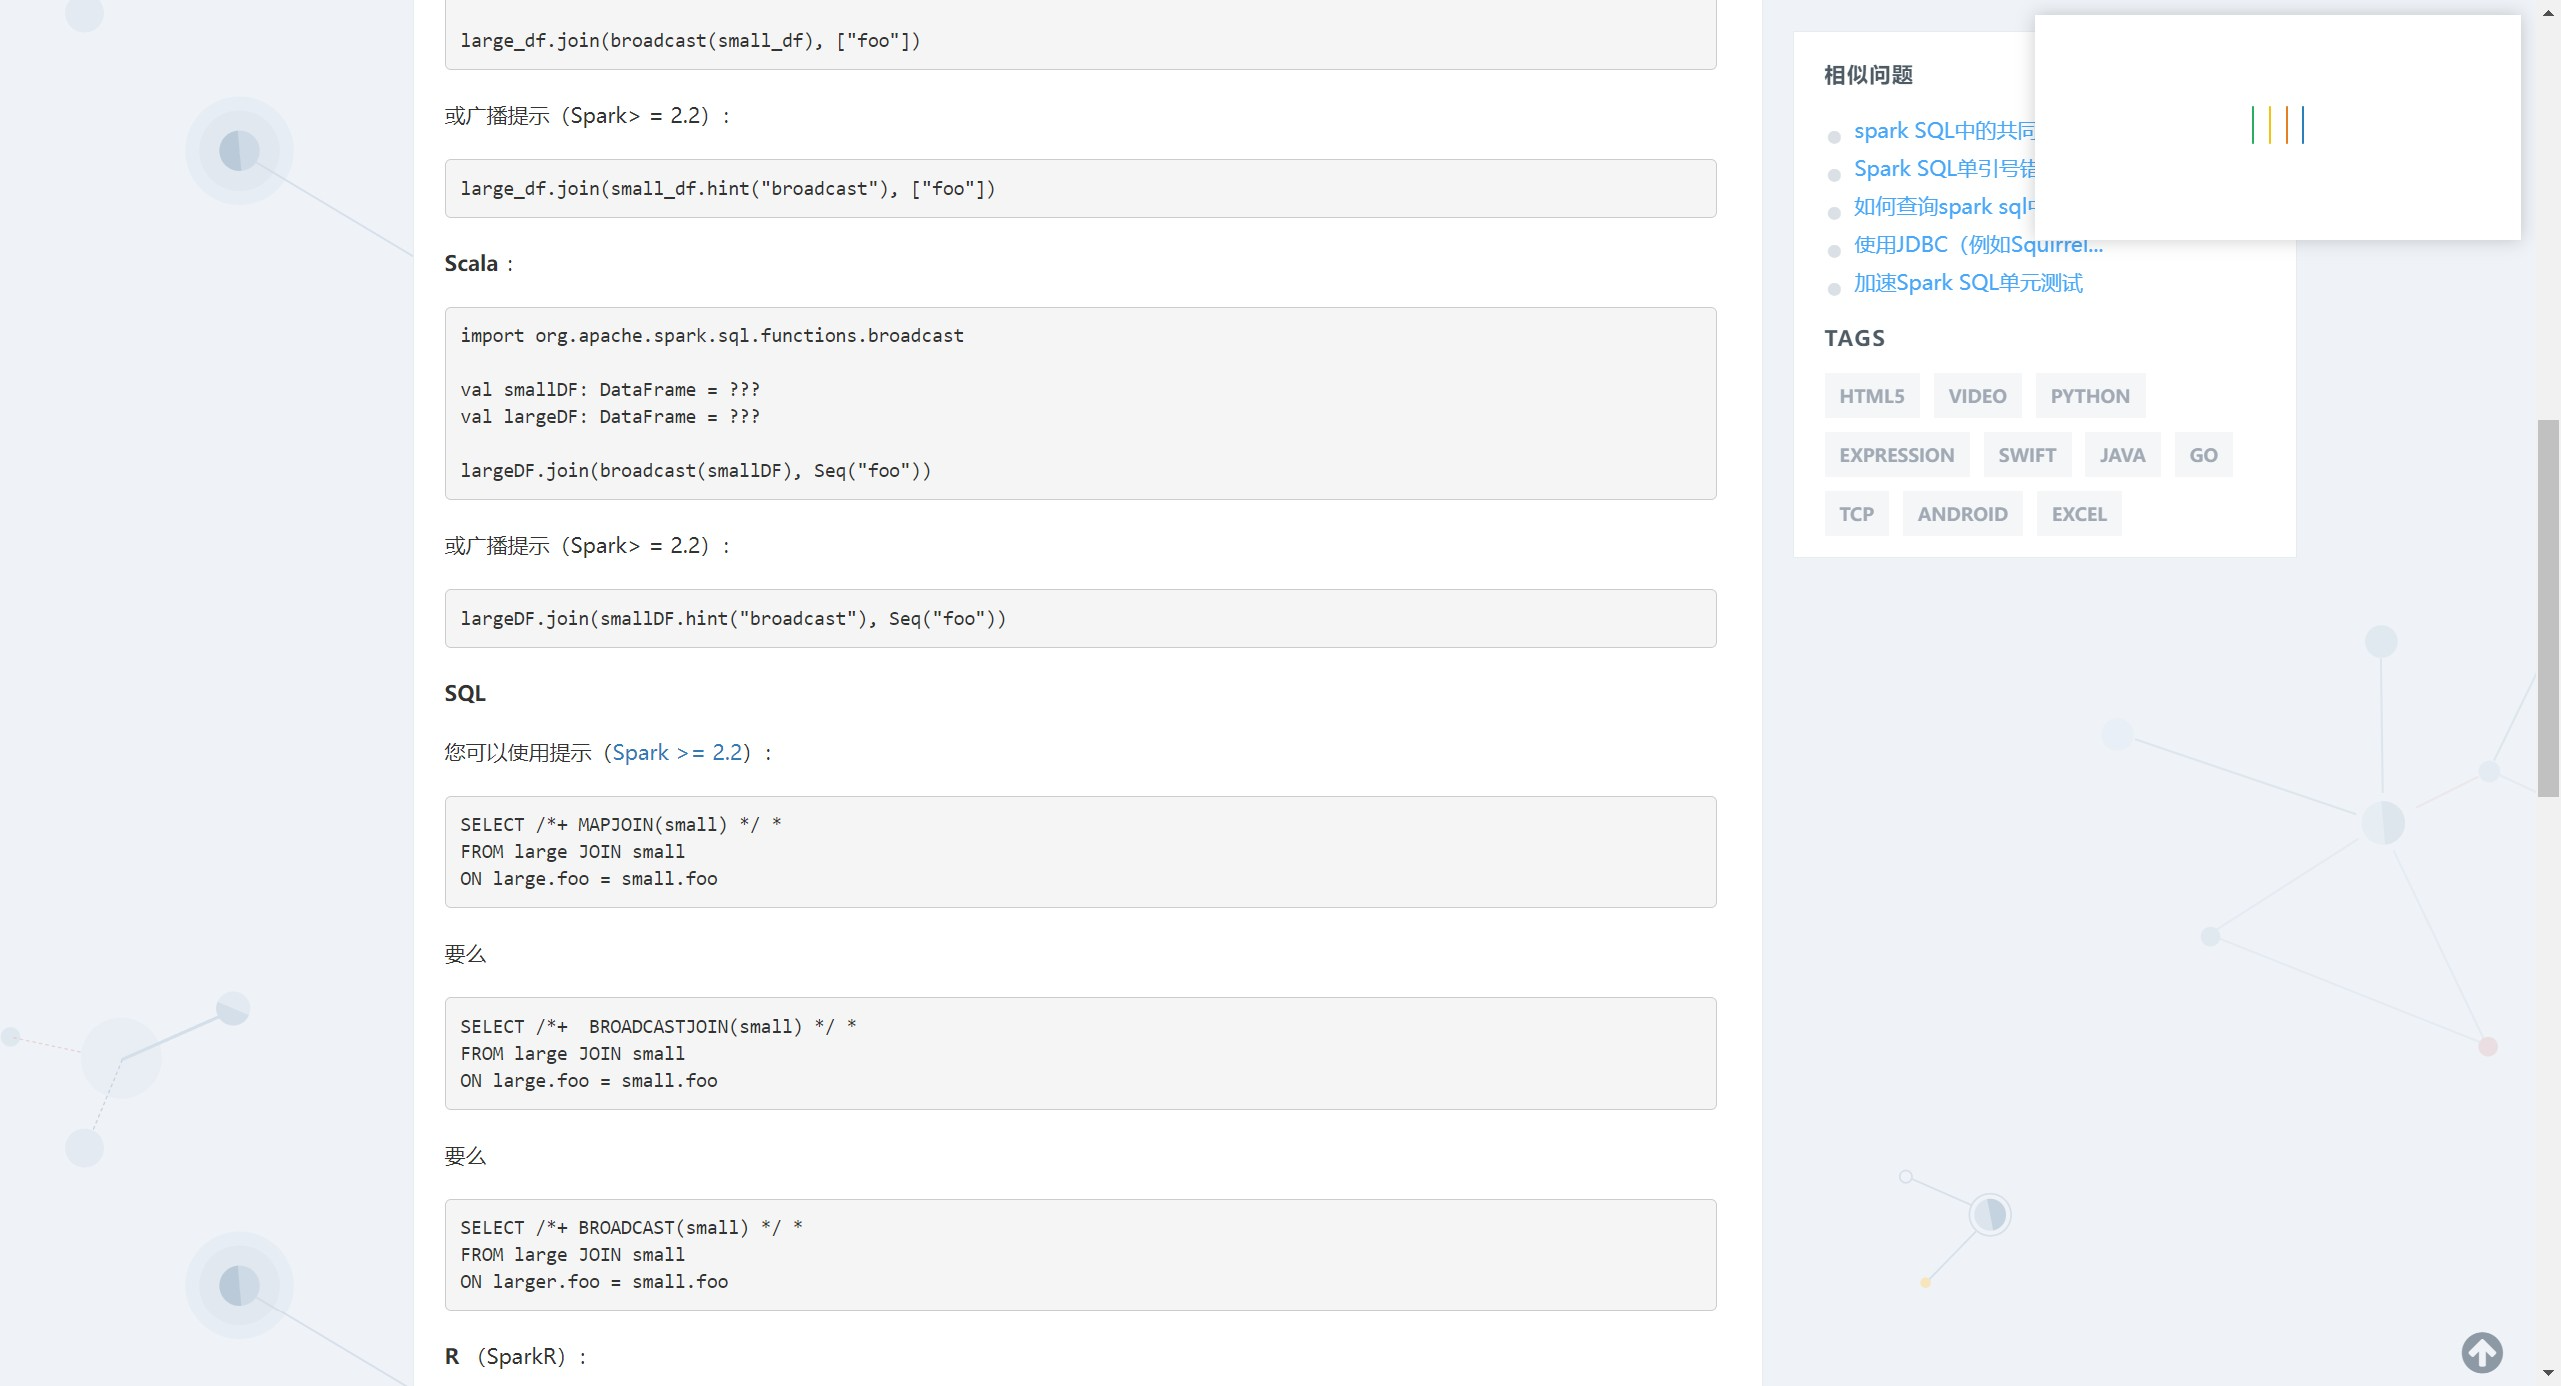 large_df.join(broadcast(small_df), ["foo"])
或广播提示（Spark> = 2.2）:
large_df.join(small_df.hint("broadcast"), ["foo"])
Scala :
import org.apache.spark.sql.functions.broadcast
val smallDF: DataFrame = ???
val largeDF: DataFrame = ???
largeDF.join(broadcast(smallDF), Seq("foo"))
或广播提示（Spark> = 2.2）:
largeDF.join(smallDF.hint("broadcast"), Seq("foo"))
SQL
您可以使用提示（Spark >= 2.2）:
SELECT /*+ MAPJOIN(small) */ *
FROM large JOIN small
ON large.foo = small.foo
要么
SELECT /*+  BROADCASTJOIN(small) */ *
FROM large JOIN small
ON large.foo = small.foo
要么
SELECT /*+ BROADCAST(small) */ *
FROM large JOIN small
ON larger.foo = small.foo
R （SparkR）:
相似问题
spark SQL中的共同
Spark SQL单引号错
如何查询spark sql
使用JDBC（例如Squirrel...
加速Spark SQL单元测试
TAGS
HTML5 VIDEO PYTHON
EXPRESSION SWIFT JAVA GO
TCP ANDROID EXCEL